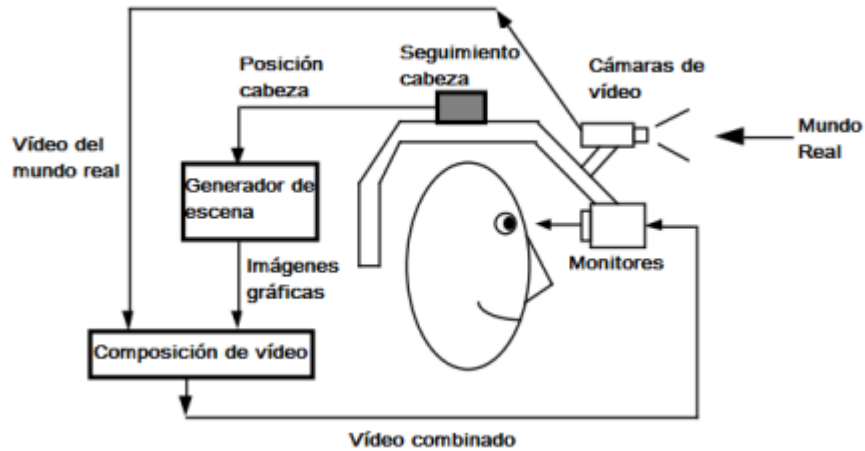 Seguimiento
cabeza
Posición
cabeza
Cámaras de
vídeo
Mundo
Real
Vídeo del
mundo real
Generador de
escena
Imágenes
gráficas
Monitores
Composición de vídeo
Vídeo combinado